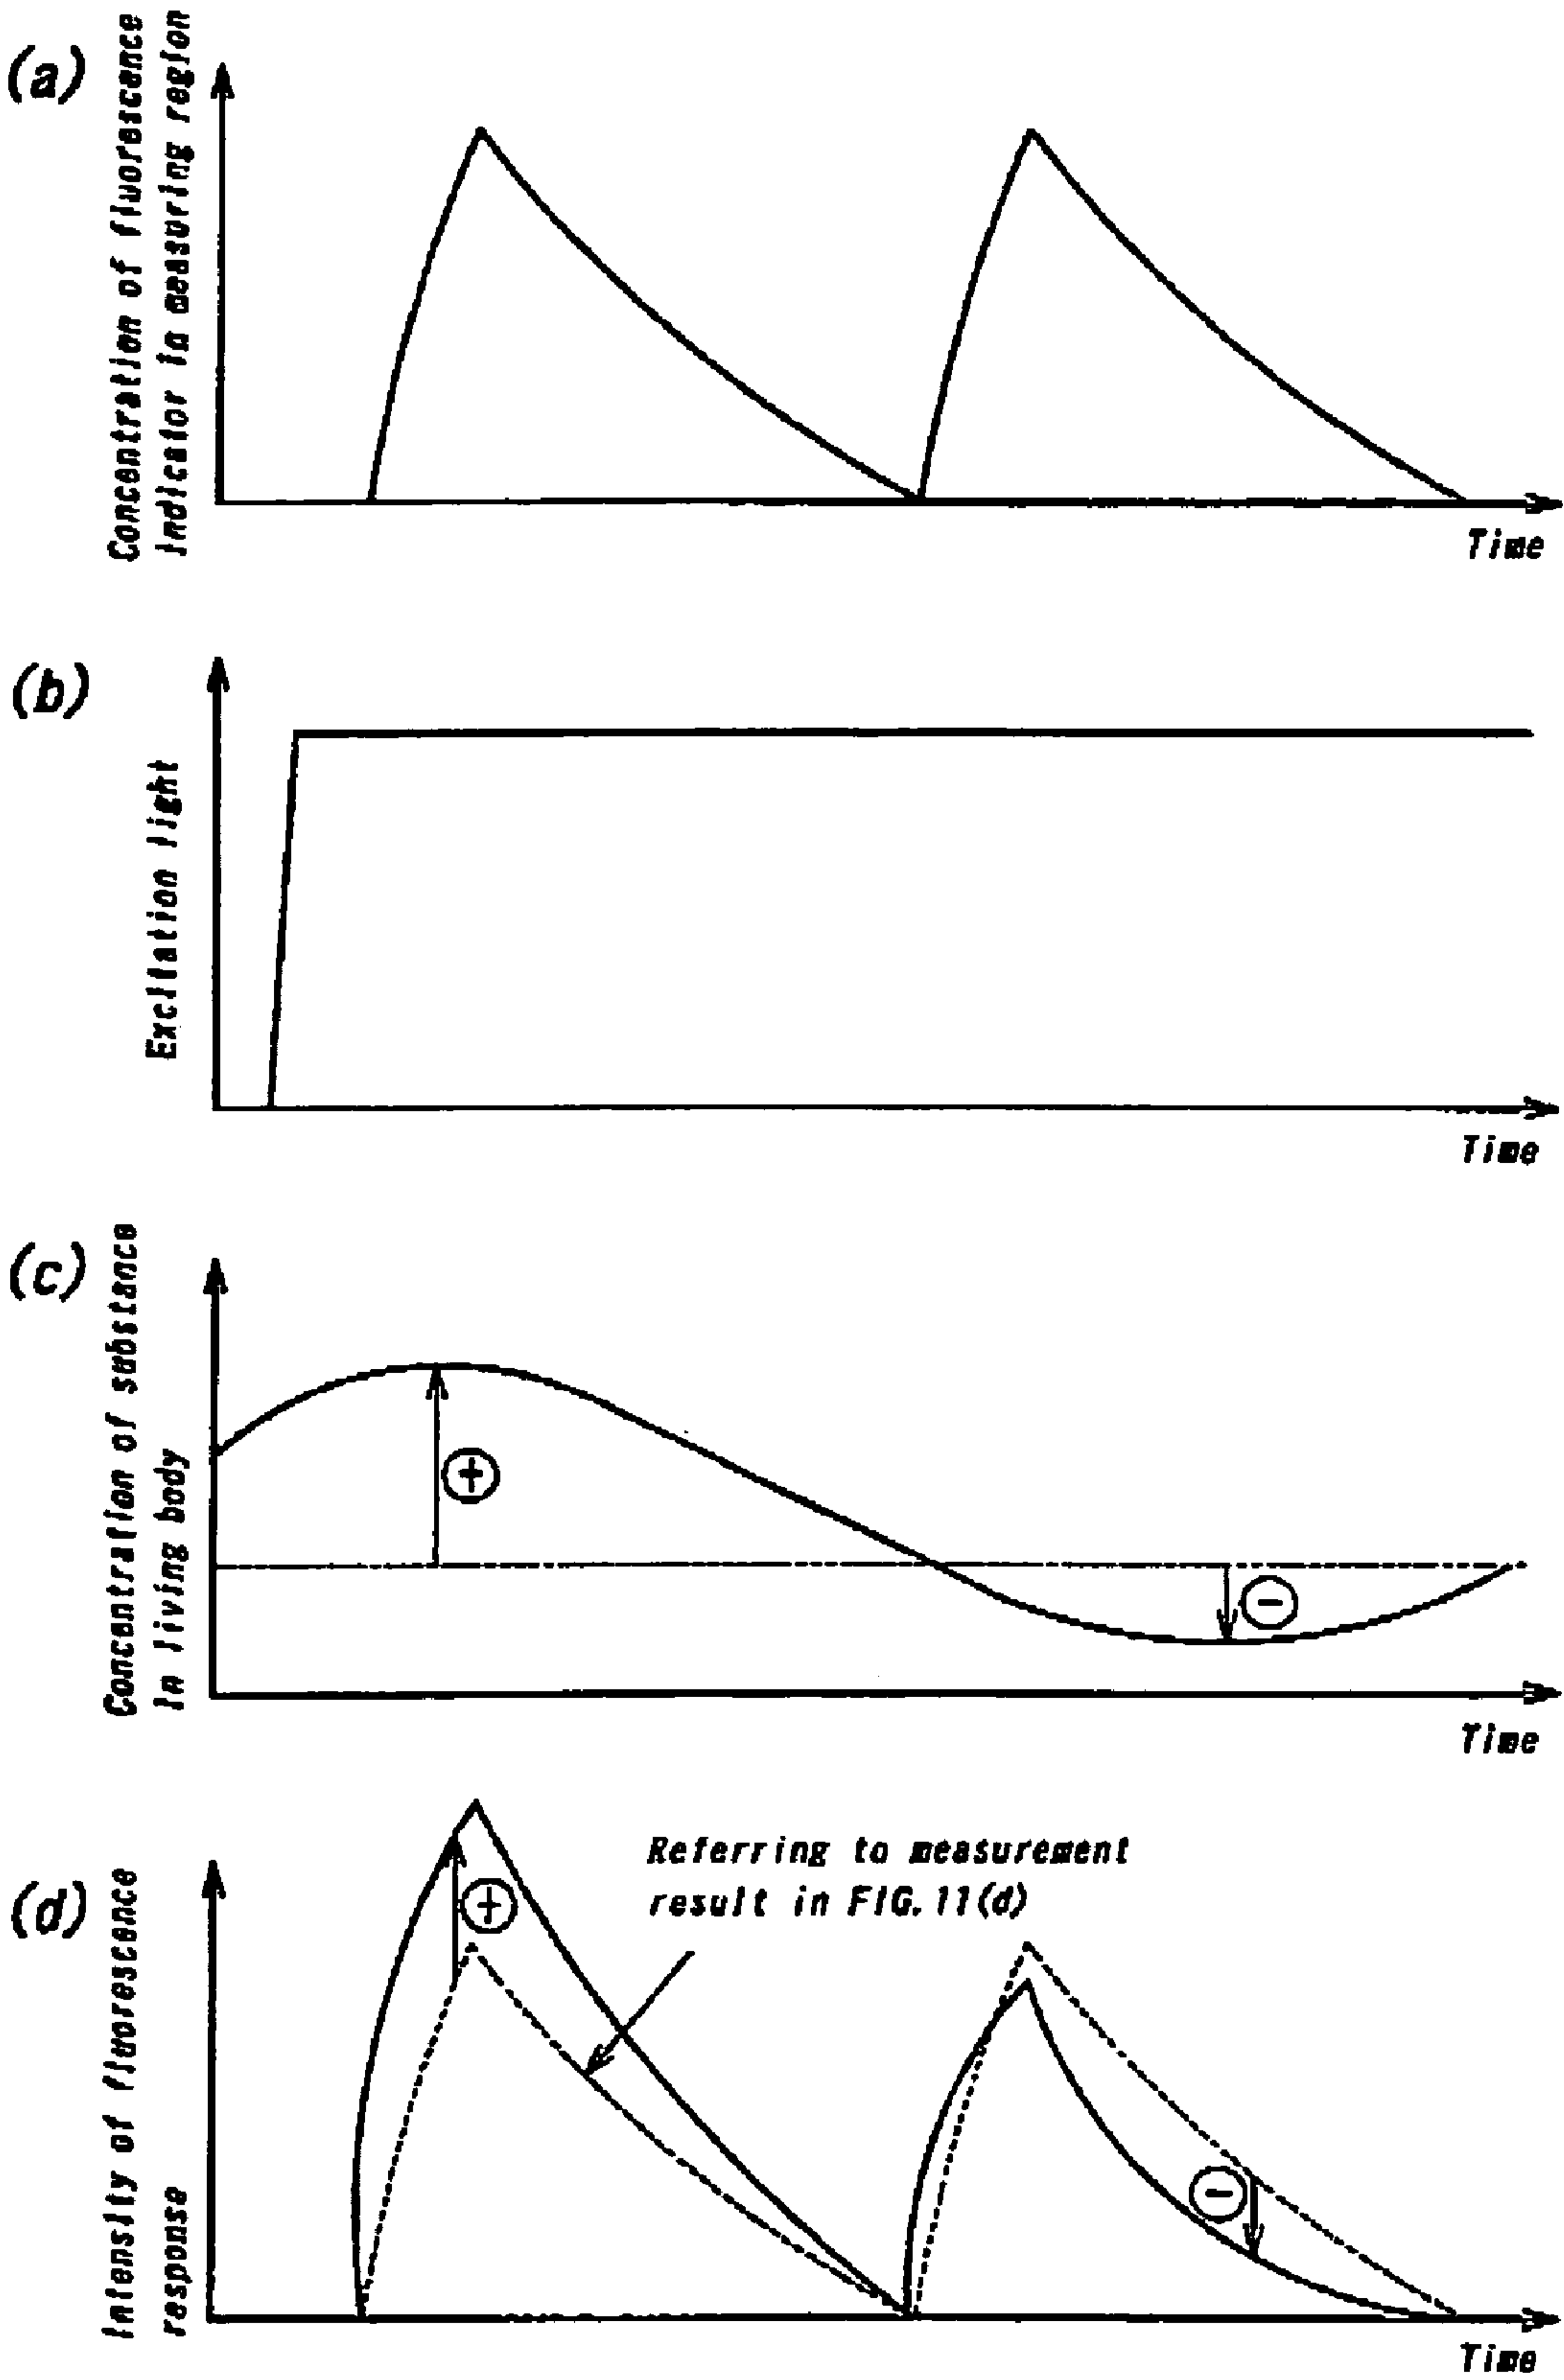 (a)
Concentration of fluorescence
indicator in measuring region
Time
(b)
Excitation light
Time
(c)
Concentration of substance
in living body
+
-
Time
(d)
Intensity of fluorescence
response
+
Referring to measurement
result in FIG. 11(d)
-
Time